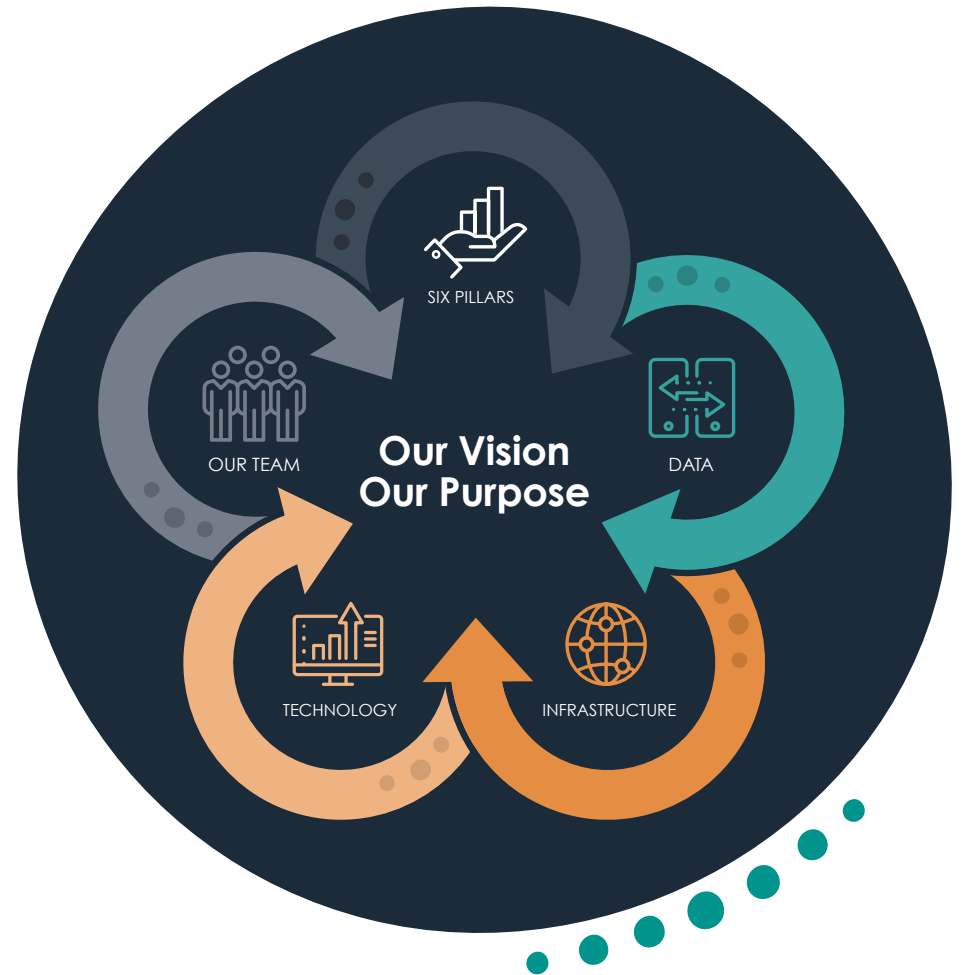 SIX PILLARS
OUR TEAM
DATA
Our Vision
Our Purpose
TECHNOLOGY
INFRASTRUCTURE